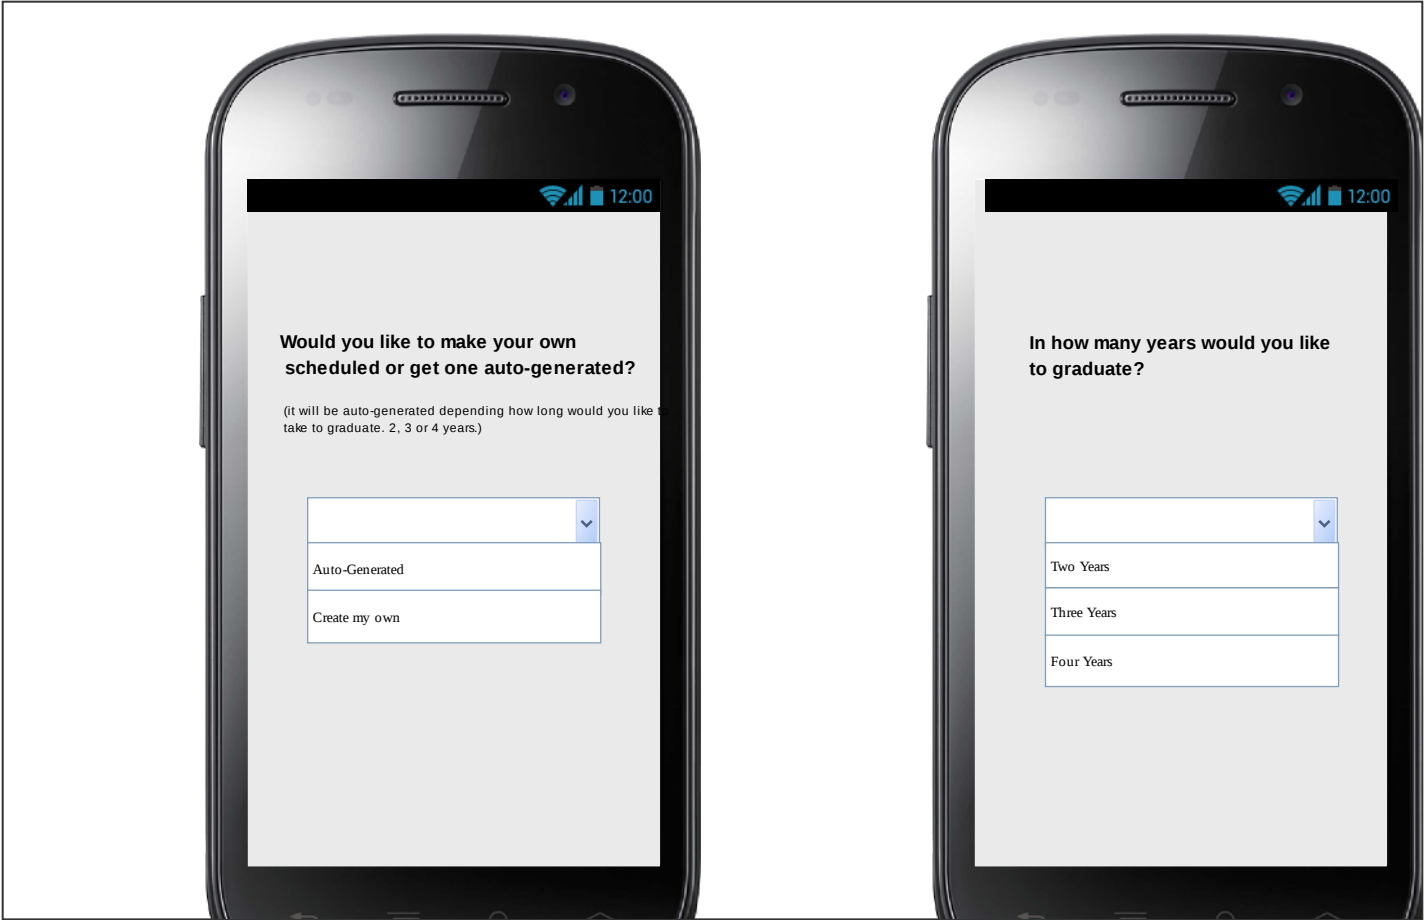 12:00
Would you like to make your own
scheduled or get one auto-generated?
(it will be auto-generated depending how long would you like to
take to graduate. 2, 3 or 4 years.)
Auto-Generated
Create my own
12:00
In how many years would you like
to graduate?
Two Years
Three Years
Four Years